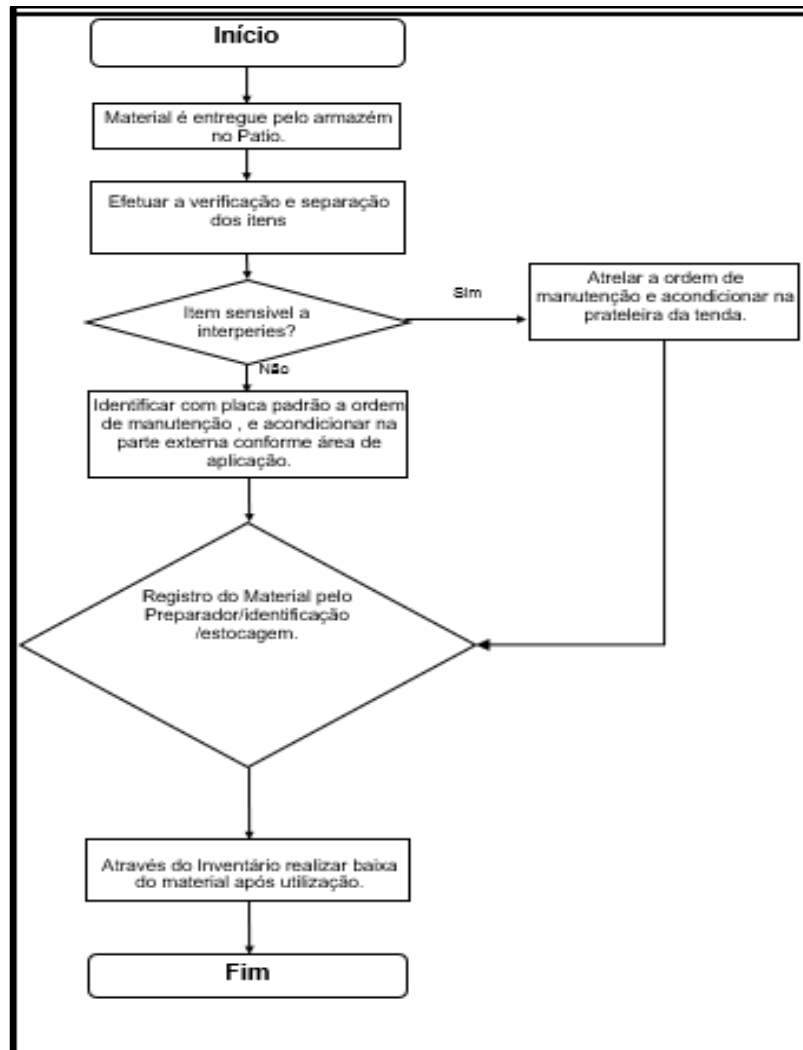 Início
Material é entregue pelo armazém
no Patio.
Efetuar a verificação e separação
dos itens
Item sensivel a
interperies?
Sim
Atrelar a ordem de
manutenção e acondicionar na
prateleira da tenda.
Não
Identificar com placa padrão a ordem
de manutenção , e acondicionar na
parte externa conforme área de
aplicação.
Registro do Material pelo
Preparador/identificação
/estocagem.
Através do Inventário realizar baixa
do material após utilização.
Fim